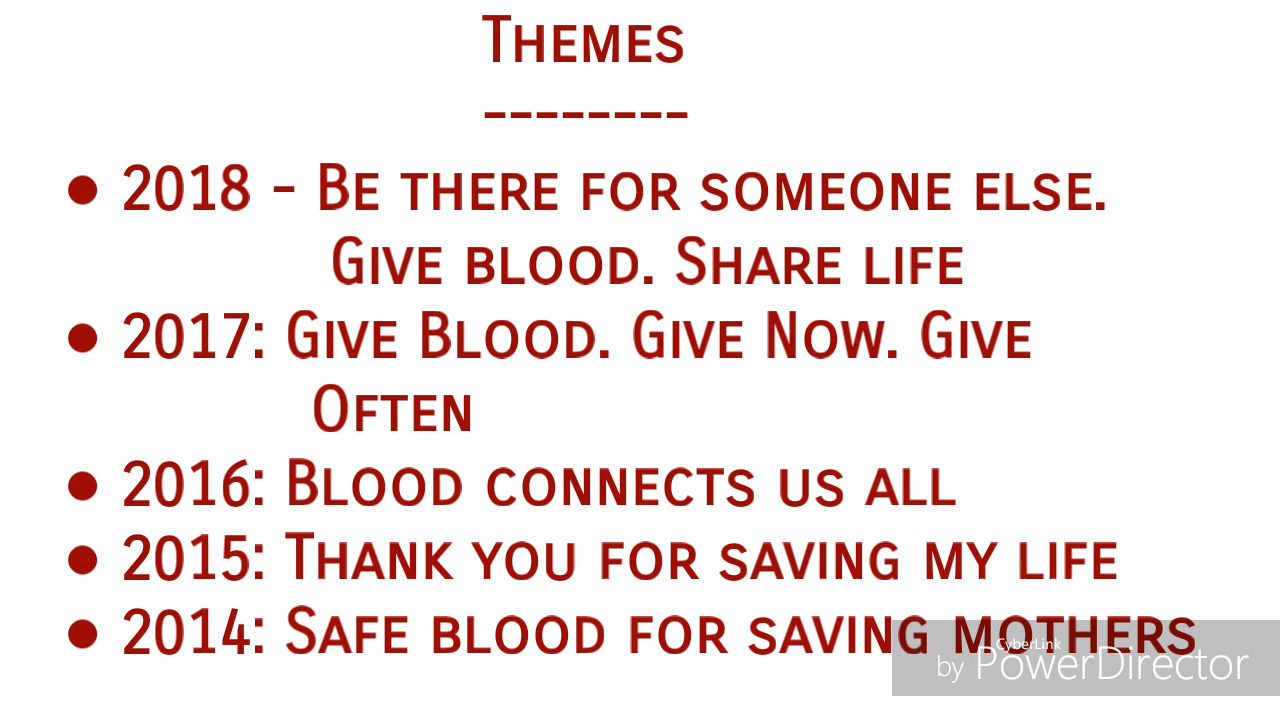 Themes
--------
● 2018 - Be there for someone else.
Give blood. Share life
● 2017: Give Blood. Give Now. Give
Often
● 2016: Blood connects us all
● 2015: Thank you for saving my life
● 2014: Safe blood for saving mothers
CyberLink
by PowerDirector